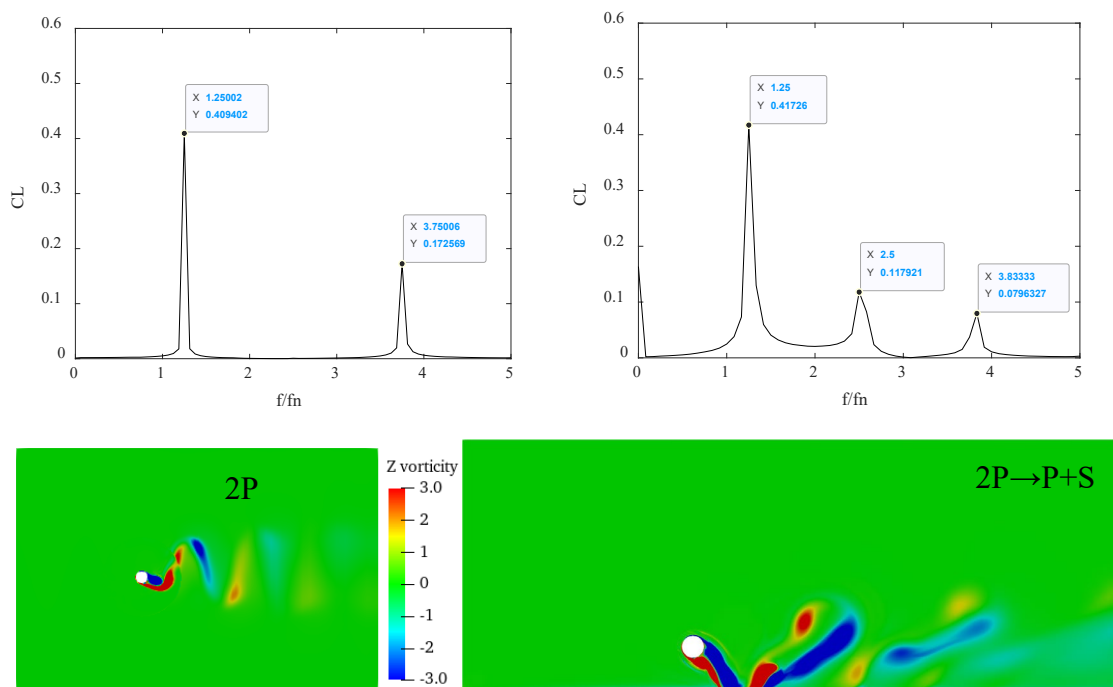 0.6
0.5
0.4
0.3
0.2
0.1
0
CL
X 1.25002
Y 0.409402
X 3.75006
Y 0.172569
0 1 2 3 4 5
f/fn
0.6
0.5
0.4
0.3
0.2
0.1
0
CL
X 1.25
Y 0.41726
X 2.5
Y 0.117921
X 3.83333
Y 0.0796327
0 1 2 3 4 5
f/fn
2P
Z vorticity
3.0
2
1
0
-1
-2
-3.0
2P→P+S